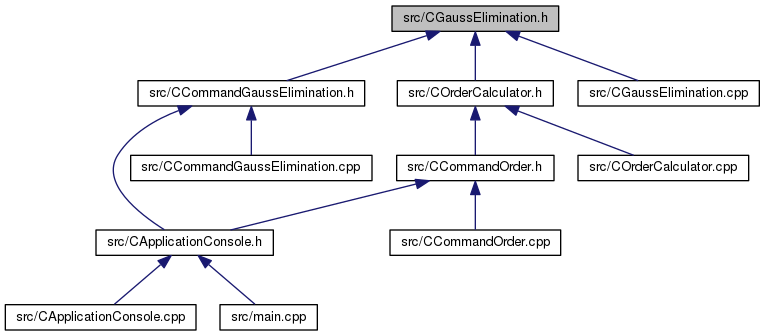 src/CGaussElimination.h
src/CCommandGaussElimination.h
src/COrderCalculator.h
src/CGaussElimination.cpp
src/CCommandGaussElimination.cpp
src/CCommandOrder.h
src/COrderCalculator.cpp
src/CApplicationConsole.h
src/CCommandOrder.cpp
src/CApplicationConsole.cpp
src/main.cpp